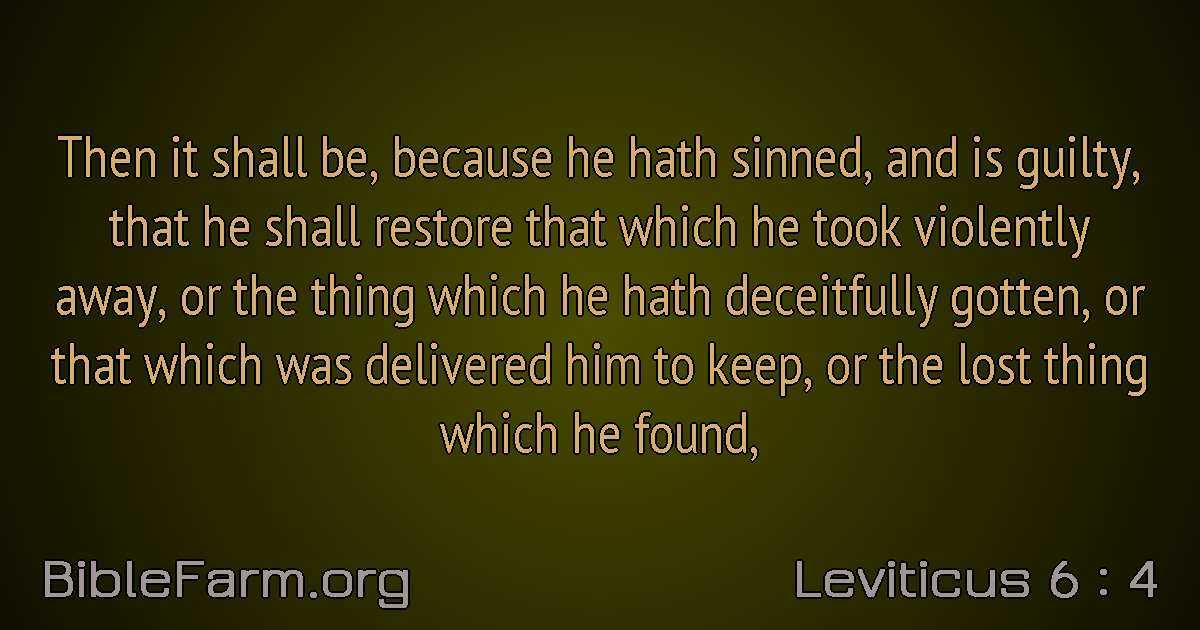 Then it shall be, because he hath sinned, and is guilty,
that he shall restore that which he took violently
away, or the thing which he hath deceitfully gotten, or
that which was delivered him to keep, or the lost thing
which he found,
BibleFarm.org
Leviticus 6 : 4